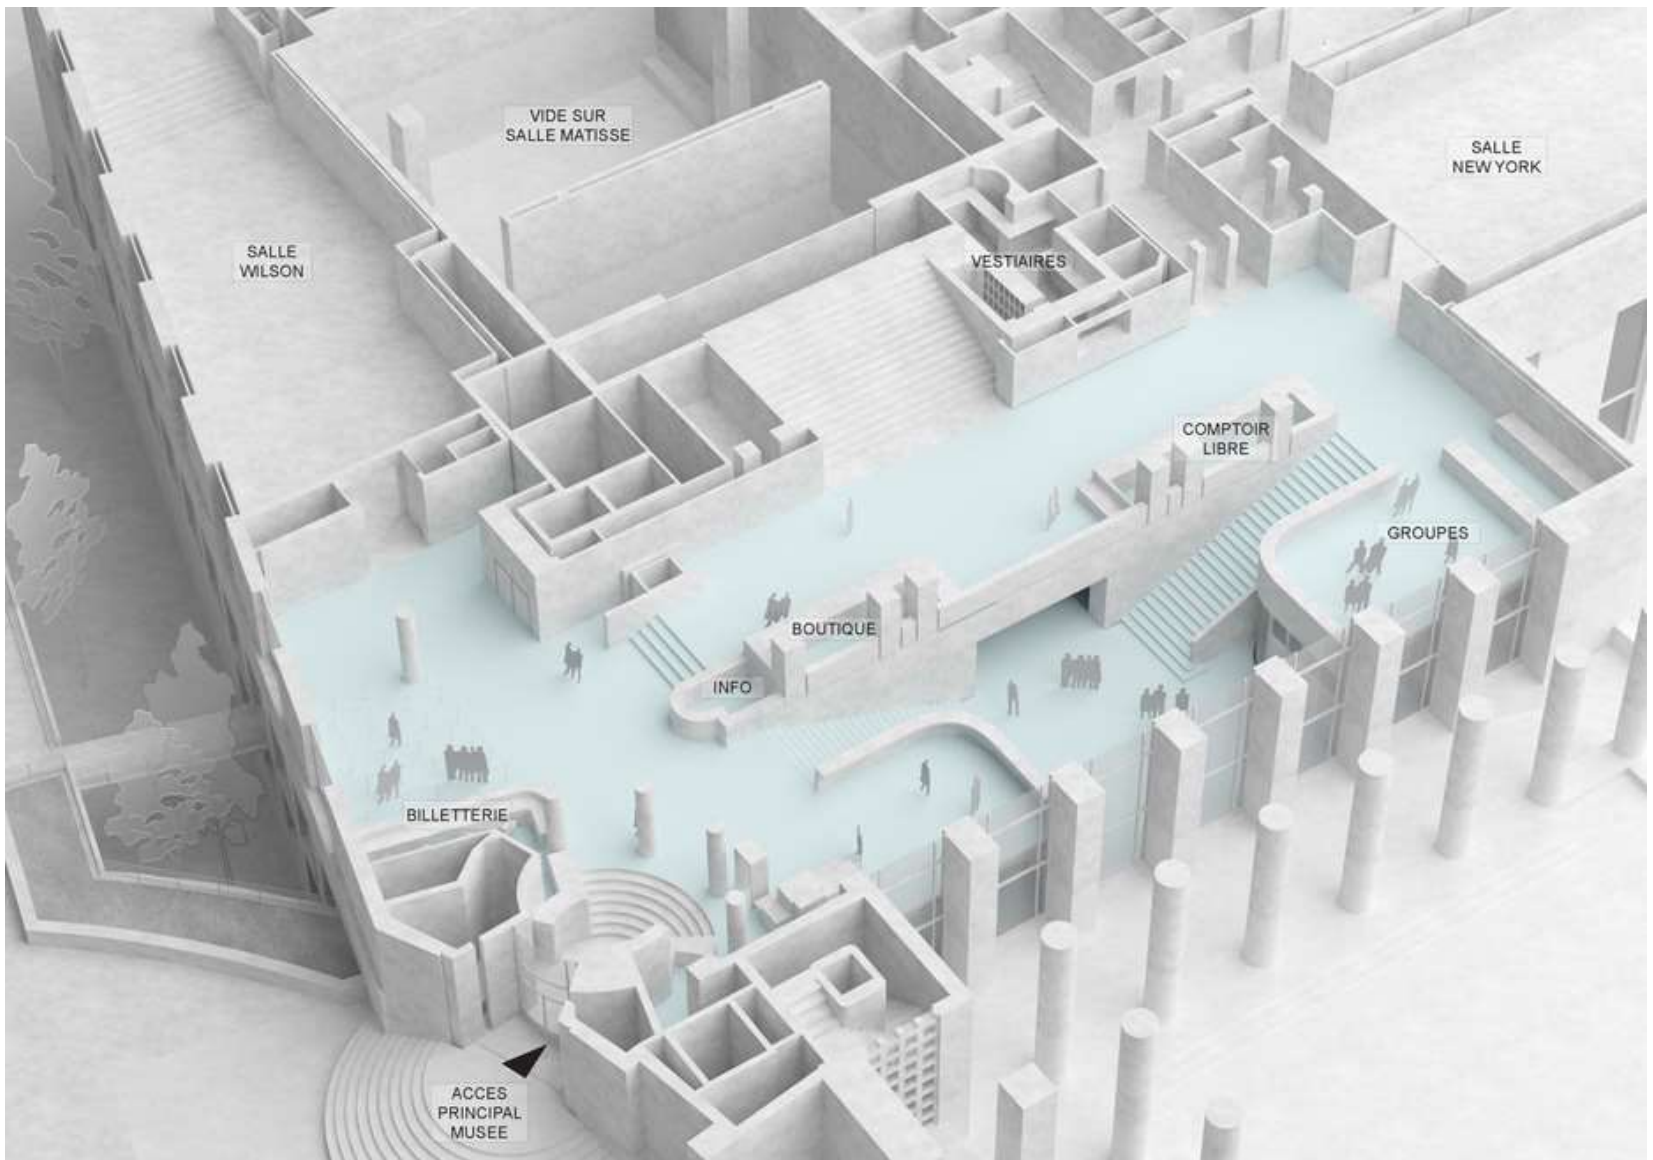 VIDE SUR
SALLE MATISSE
SALLE
NEW YORK
SALLE
WILSON
VESTIAIRES
COMPTOIR
LIBRE
GROUPES
BOUTIQUE
INFO
BILLETTERIE
ACCES
PRINCIPAL
MUSEE